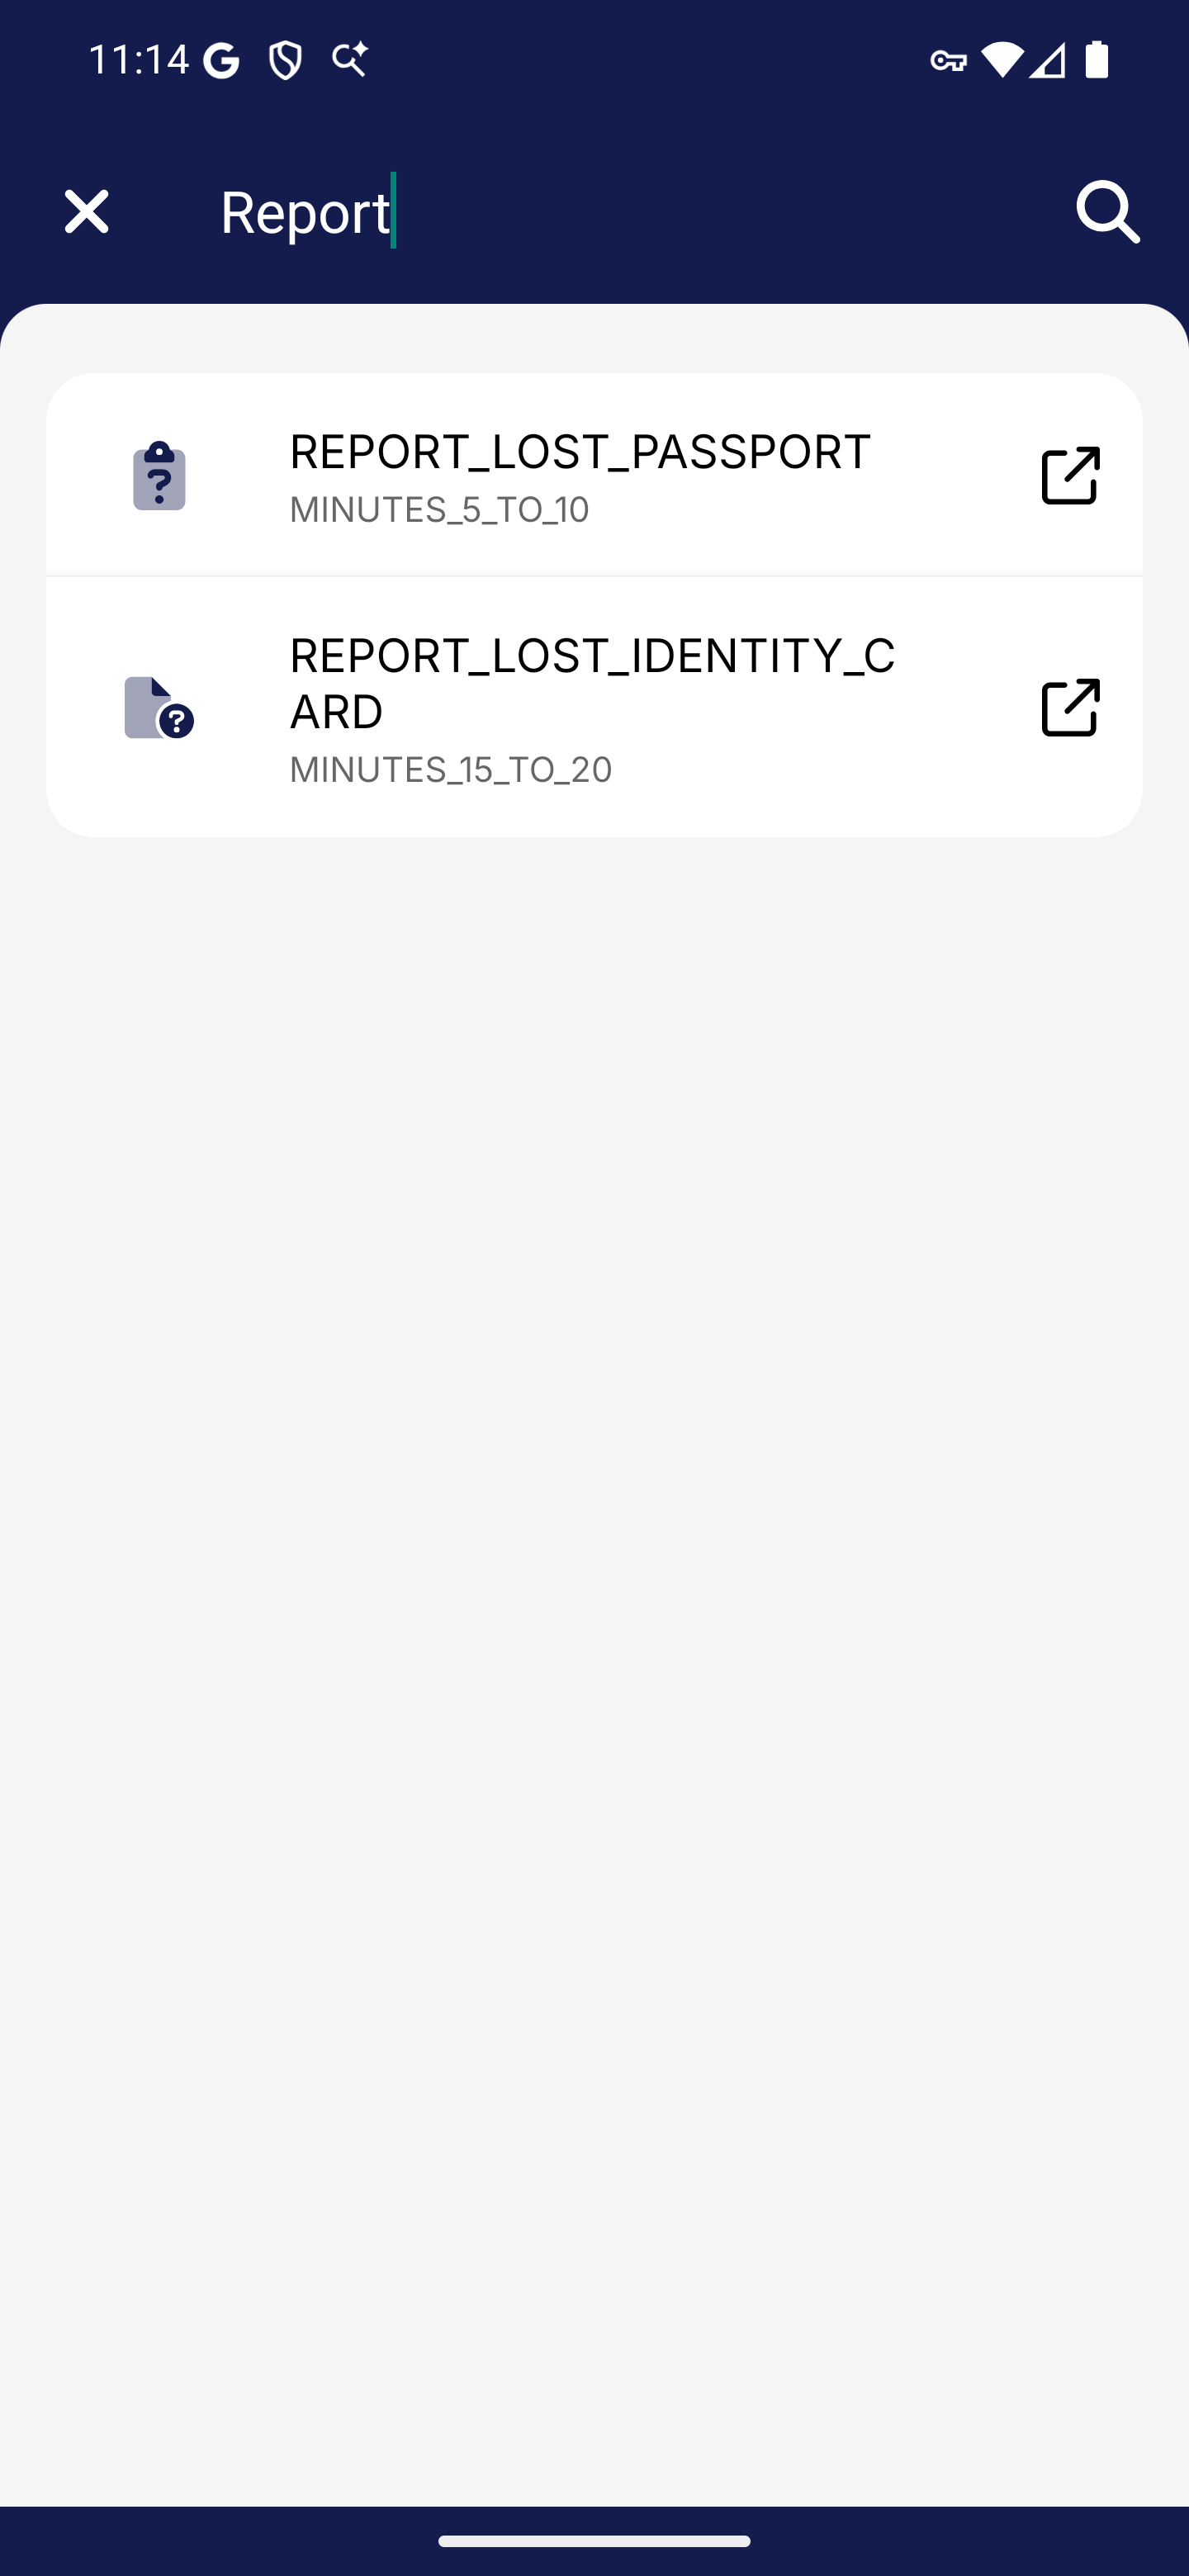 11:14
Report
REPORT_LOST_PASSPORT
MINUTES_5_TO_10
REPORT_LOST_IDENTITY_C
ARD
MINUTES_15_TO_20